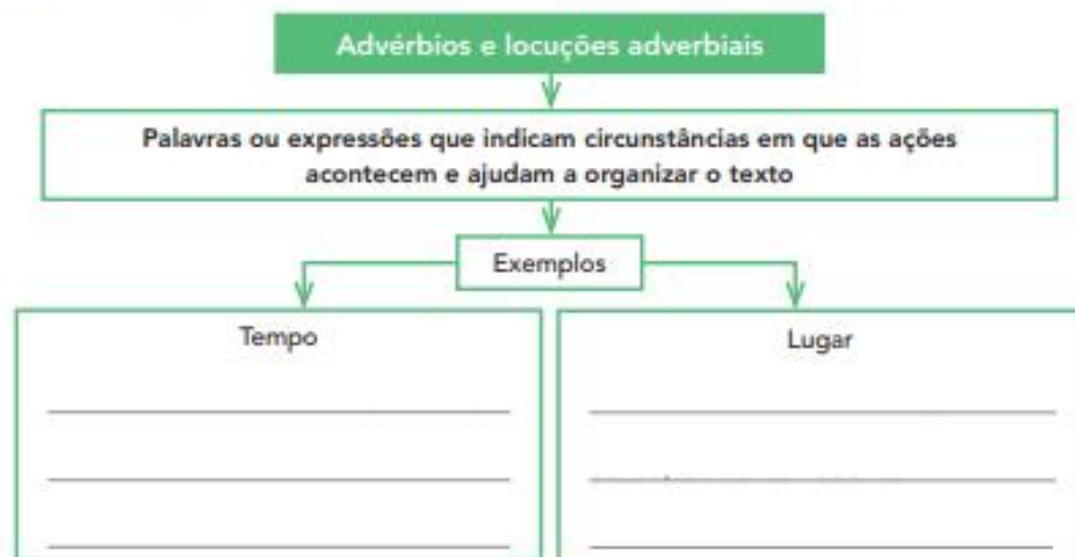 Advérbios e locuções adverbiais
Palavras ou expressões que indicam circunstâncias em que as ações
acontecem e ajudam a organizar o texto
Exemplos
Tempo
Lugar